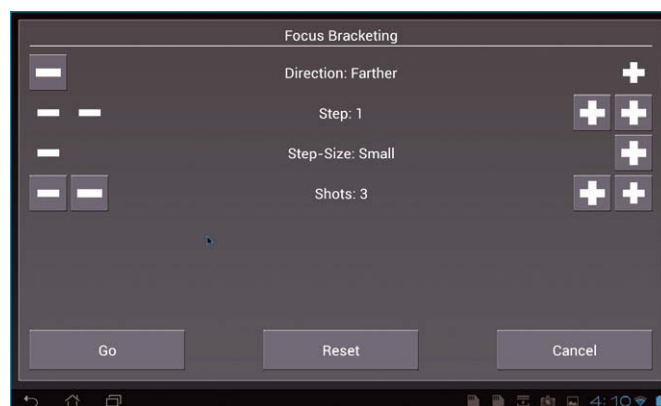 Focus Bracketing
Direction: Farther
Step: 1
Step-Size: Small
Shots: 3
Go Reset Cancel
4:10